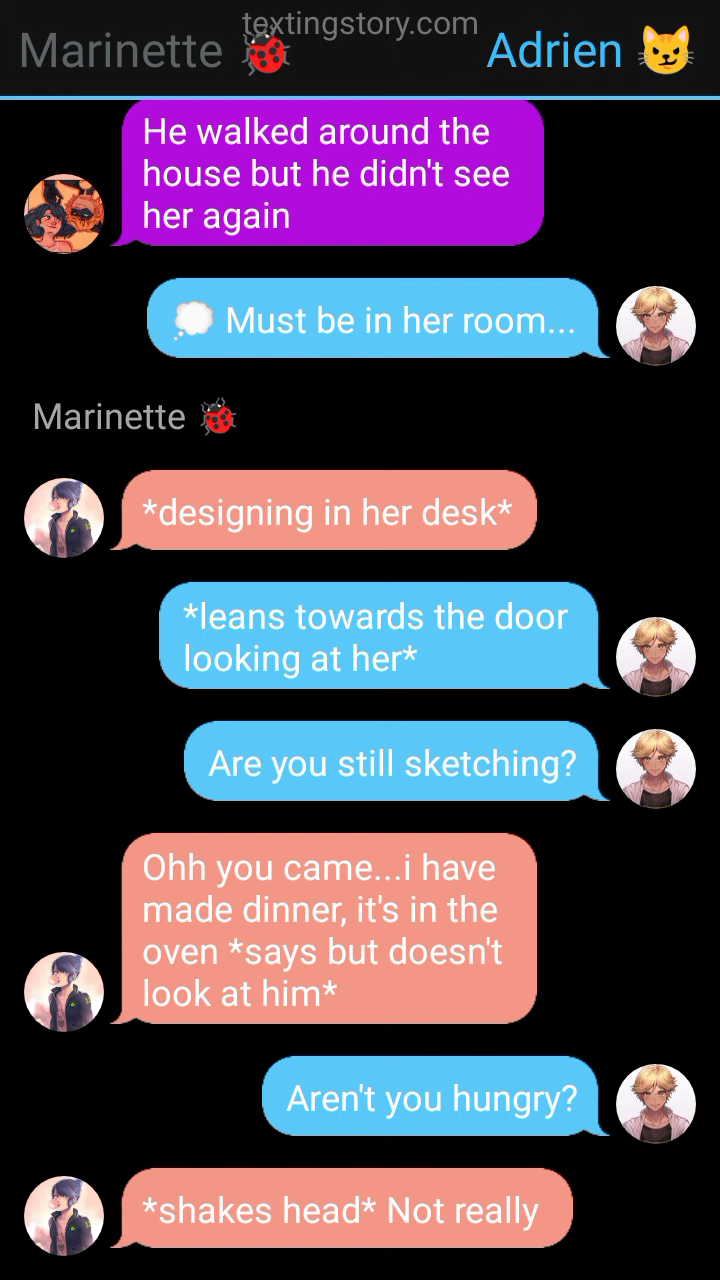 textingstory.com
Marinette 🐞 Adrien 😼
He walked around the
house but he didn't see
her again
💭 Must be in her room...
Marinette 🐞
*designing in her desk*
*leans towards the door
looking at her*
Are you still sketching?
Ohh you came...i have
made dinner, it's in the
oven *says but doesn't
look at him*
Aren't you hungry?
*shakes head* Not really